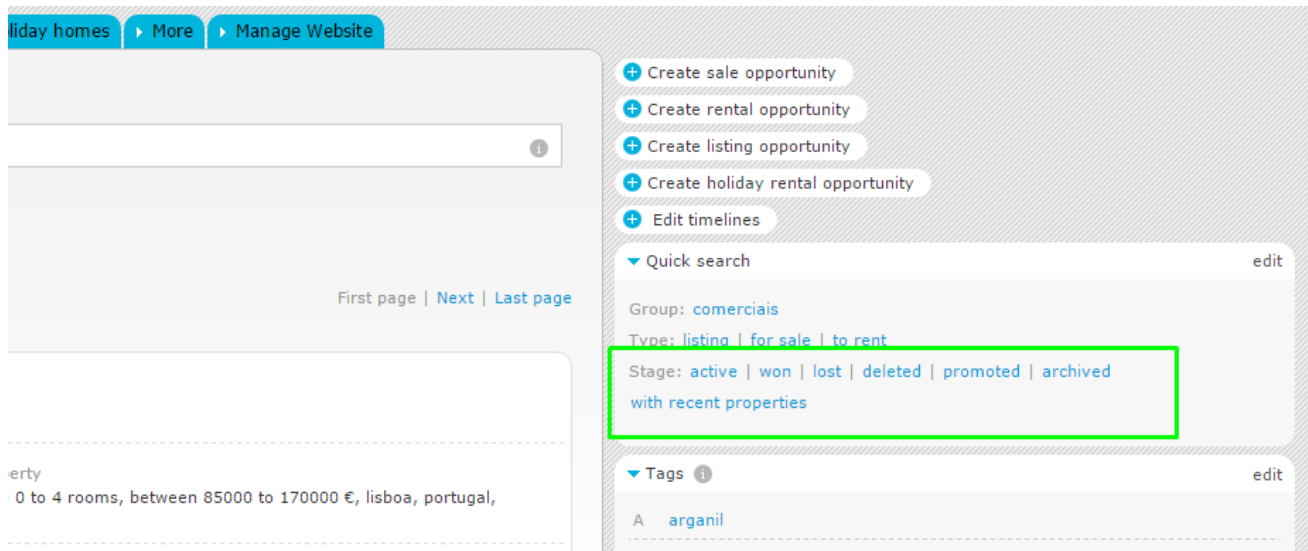 liday homes
More
Manage Website
First page | Next | Last page
erty
0 to 4 rooms, between 85000 to 170000 €, lisboa, portugal,
Create sale opportunity
Create rental opportunity
Create listing opportunity
Create holiday rental opportunity
Edit timelines
Quick search edit
Group: comerciais
Type: listing | for sale | to rent
Stage: active | won | lost | deleted | promoted | archived
with recent properties
Tags i edit
A arganil